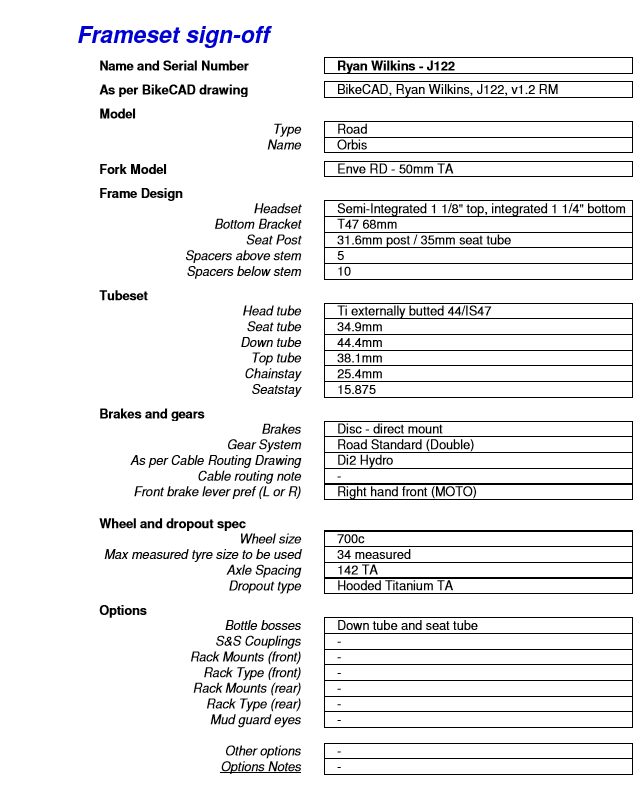 Frameset sign-off
Name and Serial Number Ryan Wilkins - J122
As per BikeCAD drawing BikeCAD, Ryan Wilkins, J122, v1.2 RM
Model
Type Road
Name Orbis
Fork Model Enve RD - 50mm TA
Frame Design
Headset Semi-Integrated 1 1/8" top, integrated 1 1/4" bottom
Bottom Bracket T47 68mm
Seat Post 31.6mm post / 35mm seat tube
Spacers above stem 5
Spacers below stem 10
Tubeset
Head tube Ti externally butted 44/IS47
Seat tube 34.9mm
Down tube 44.4mm
Top tube 38.1mm
Chainstay 25.4mm
Seatstay 15.875
Brakes and gears
Brakes Disc - direct mount
Gear System Road Standard (Double)
As per Cable Routing Drawing Di2 Hydro
Cable routing note -
Front brake lever pref (L or R) Right hand front (MOTO)
Wheel and dropout spec
Wheel size 700c
Max measured tyre size to be used 34 measured
Axle Spacing 142 TA
Dropout type Hooded Titanium TA
Options
Bottle bosses Down tube and seat tube
S&S Couplings -
Rack Mounts (front) -
Rack Type (front) -
Rack Mounts (rear) -
Rack Type (rear) -
Mud guard eyes -
Other options -
Options Notes -